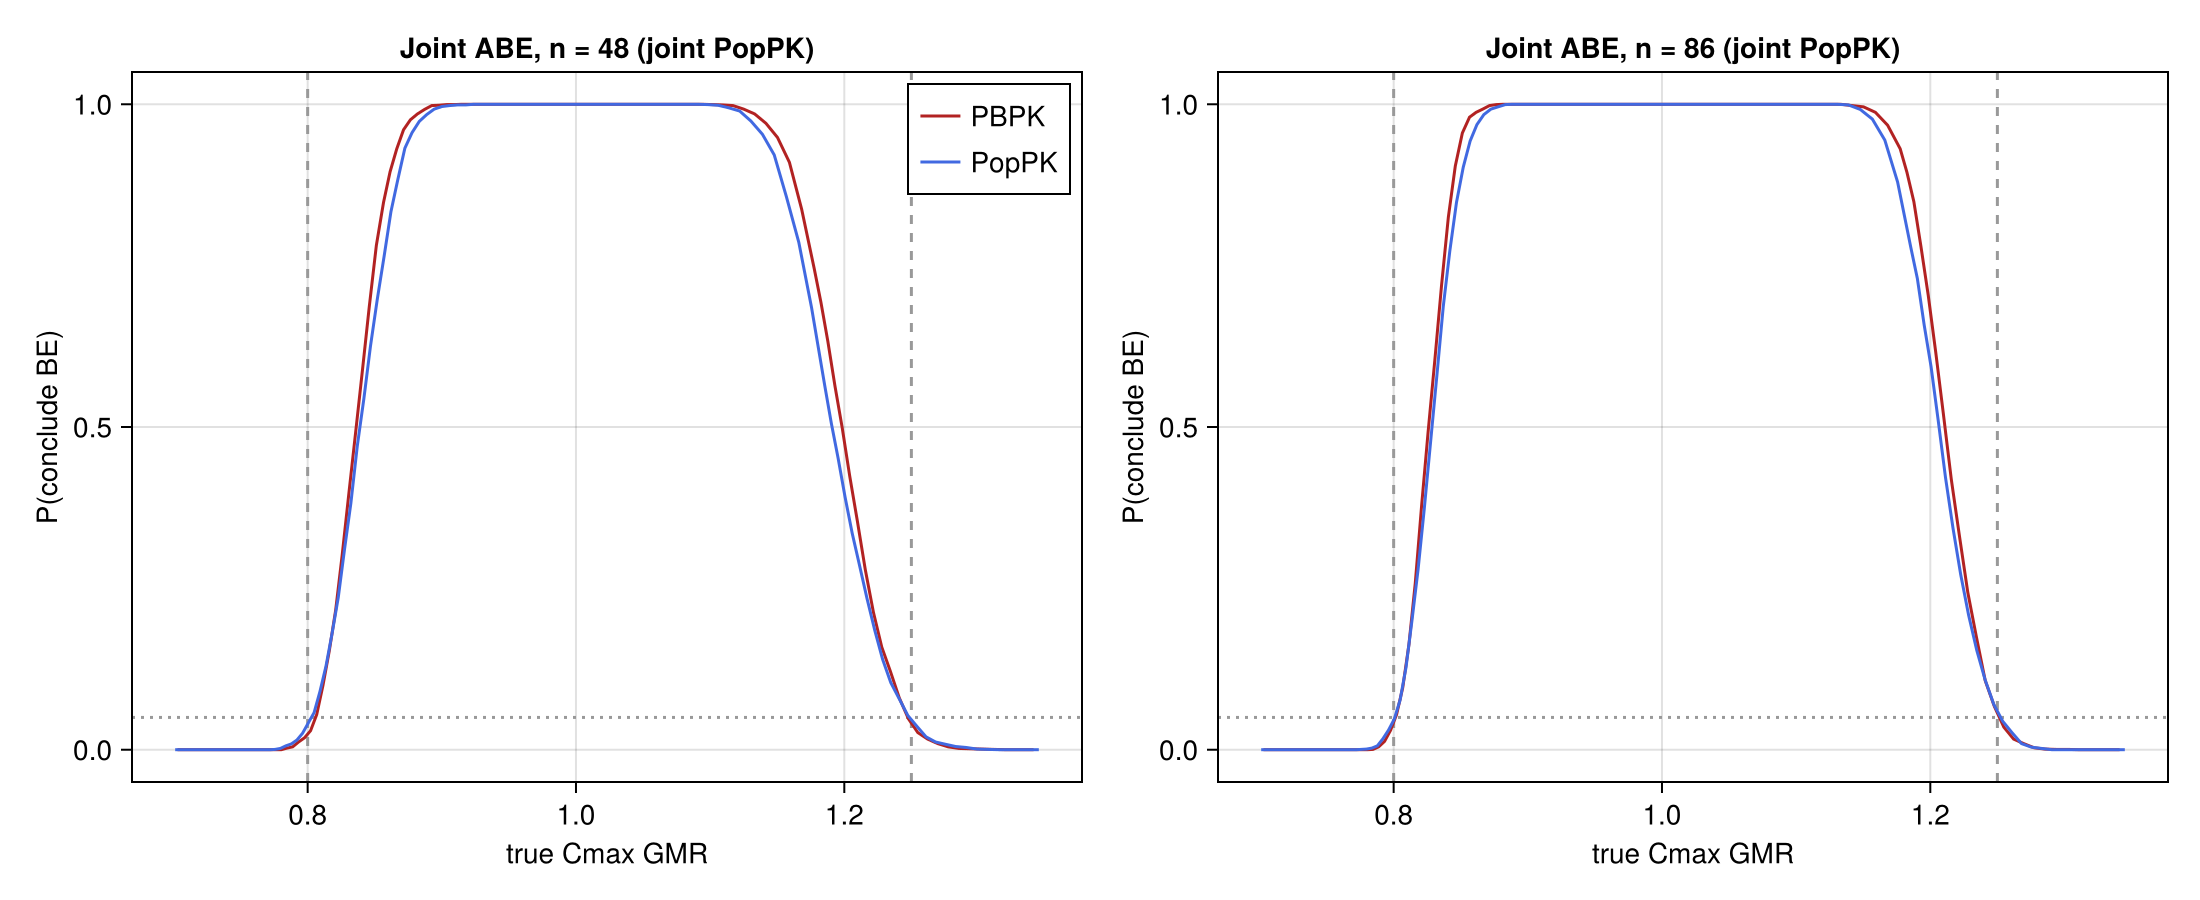 Joint ABE, n = 48 (joint PopPK)
PBPK
PopPK
P(conclude BE)
1.0
0.5
0.0
0.8
1.0
1.2
true Cmax GMR
Joint ABE, n = 86 (joint PopPK)
P(conclude BE)
1.0
0.5
0.0
0.8
1.0
1.2
true Cmax GMR